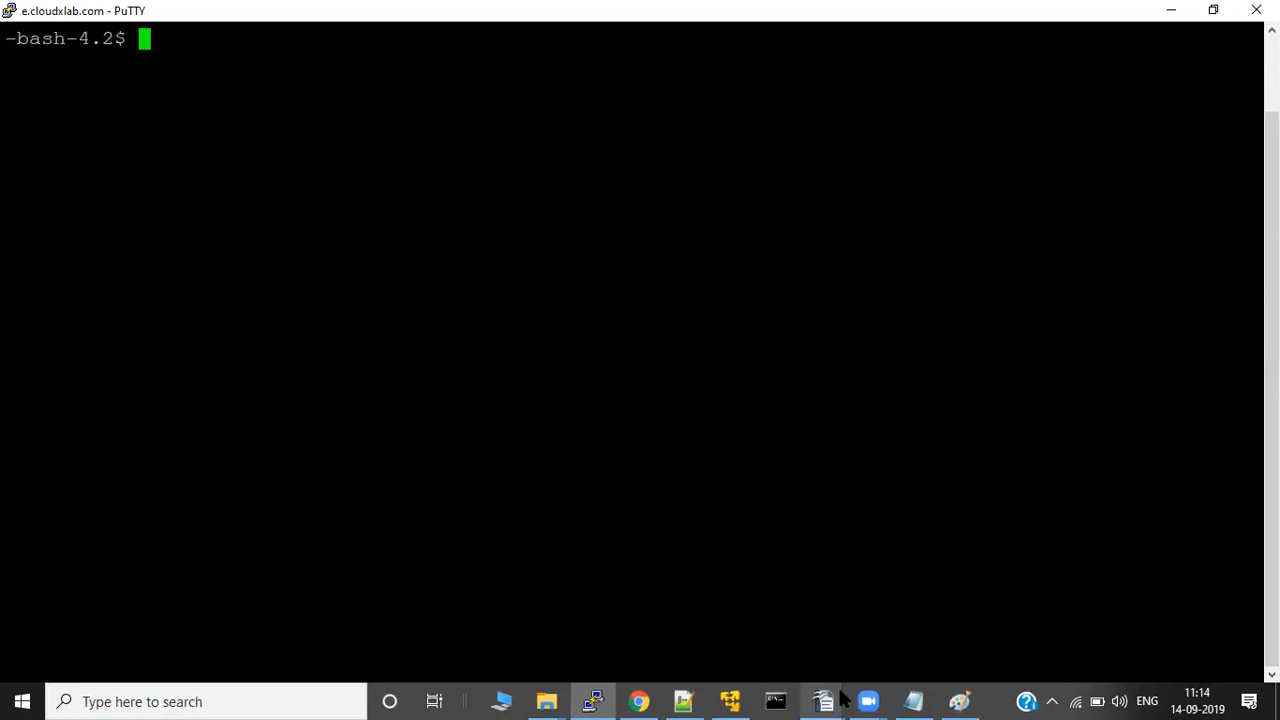 e.cloudxlab.com - PuTTY
-bash-4.2$
Type here to search
ENG
11:14
14-09-2019